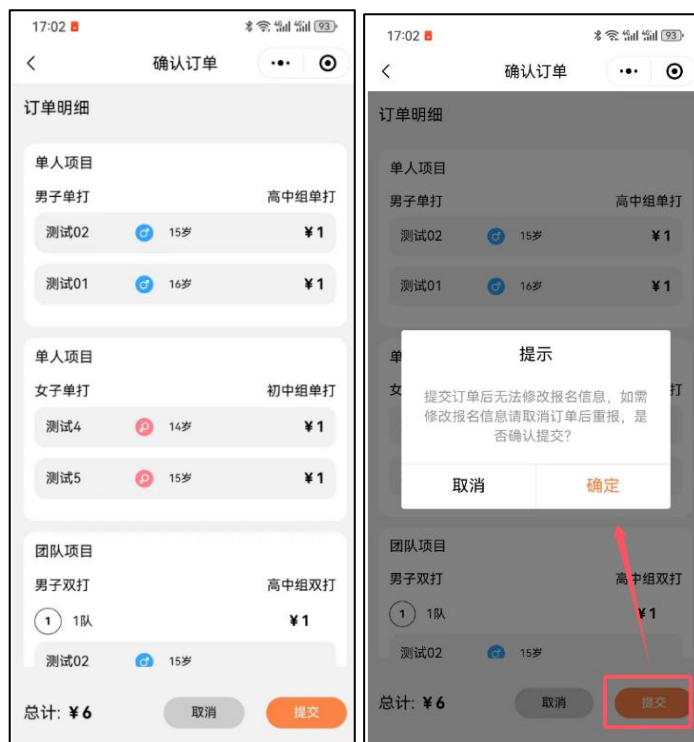 17:02
93
确认订单
订单明细
单人项目
男子单打 高中组单打
测试02 15岁 ¥1
测试01 16岁 ¥1
单人项目
女子单打 初中组单打
测试4 14岁 ¥1
测试5 15岁 ¥1
团队项目
男子双打 高中组双打
1 1队 ¥1
测试02 15岁
总计: ¥6 取消 提交
17:02
93
确认订单
订单明细
单人项目
男子单打 高中组单打
测试02 15岁 ¥1
测试01 16岁 ¥1
单
女 打
提示
提交订单后无法修改报名信息，如需
修改报名信息请取消订单后重报，是
否确认提交?
取消 确定
团队项目
男子双打 高中组双打
1 1队 ¥1
测试02 15岁
总计: ¥6 取消 提交